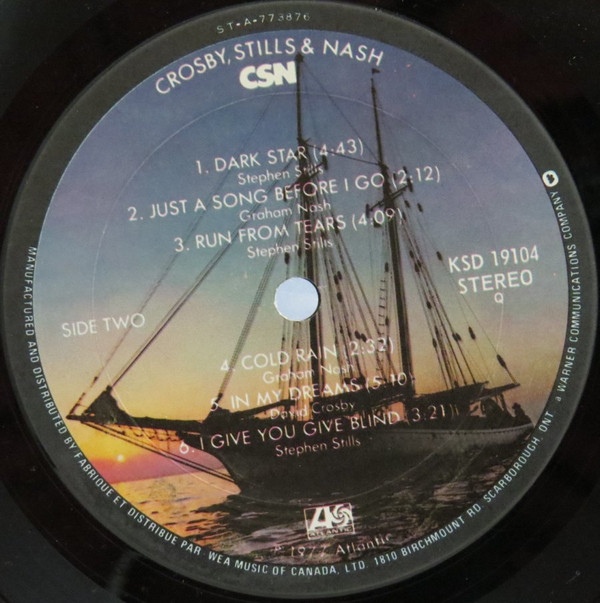 ST-A-773876
CROSBY, STILLS & NASH
CSN
1. DARK STAR (4:43)
Stephen Stills
2. JUST A SONG BEFORE I GO (2:12)
Graham Nash
3. RUN FROM TEARS (4:09)
Stephen Stills
KSD 19104
STEREO
SIDE TWO
4. COLD RAIN (2:32)
Graham Nash
5. IN MY DREAMS (5:10)
David Crosby
6. I GIVE YOU GIVE BLIND (3:21)
Stephen Stills
ATLANTIC
℗ 1977 Atlantic
MANUFACTURED AND DISTRIBUTED BY/FABRIQUE ET DISTRIBUE PAR WEA MUSIC OF CANADA, LTD. 1810 BIRCHMOUNT RD. SCARBOROUGH, ONT. a WARNER COMMUNICATIONS COMPANY